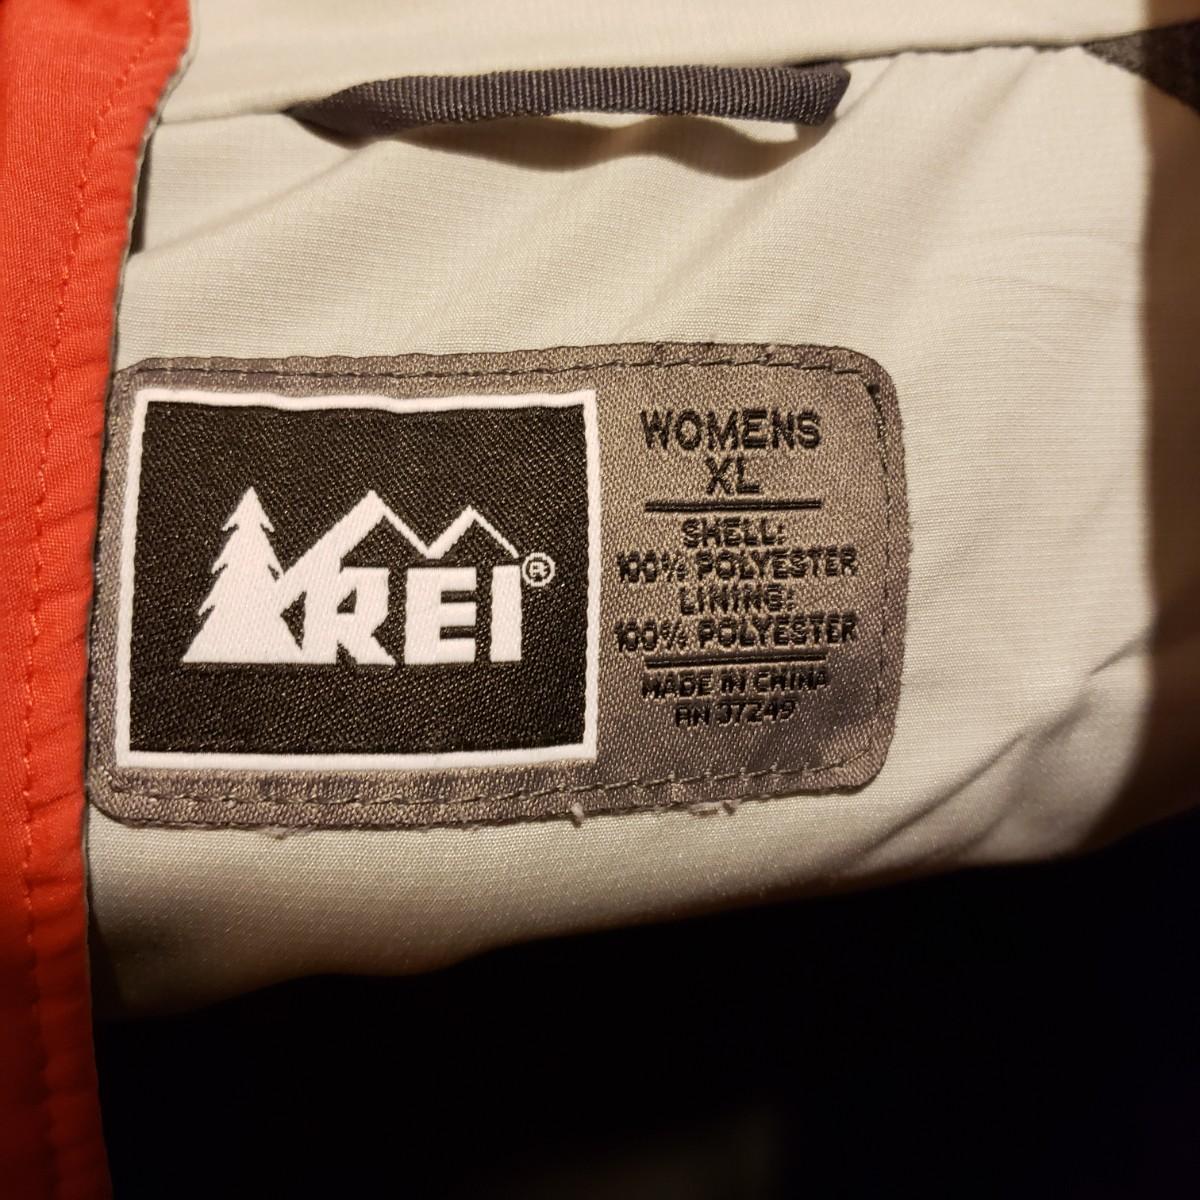 REI®
WOMENS
XL
SHELL:
100% POLYESTER
LINING:
100% POLYESTER
MADE IN CHINA
RN 37249